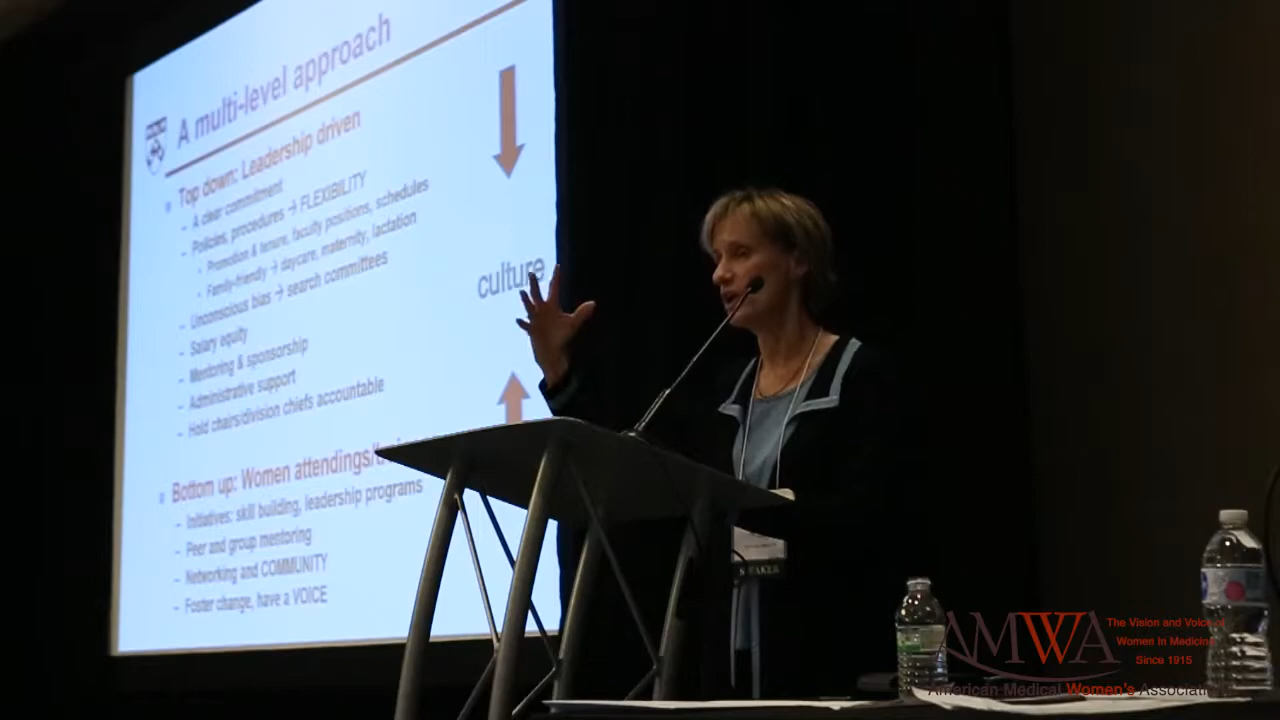 A multi-level approach
Top down: Leadership driven
A clear commitment
Policies, procedures → FLEXIBILITY
Promotion & tenure, faculty positions, schedules
Family-friendly → daycare, maternity, lactation
Unconscious bias → search committees
Salary equity
Mentoring & sponsorship
Administrative support
Hold chairs/division chiefs accountable
culture
Bottom up: Women
Initiatives: skill building, leadership programs
Peer and group mentoring
Networking and COMMUNITY
Foster change, have a VOICE
AMWA
The Vision and Voice of
Women In Medicine
Since 1915
American Medical Women's